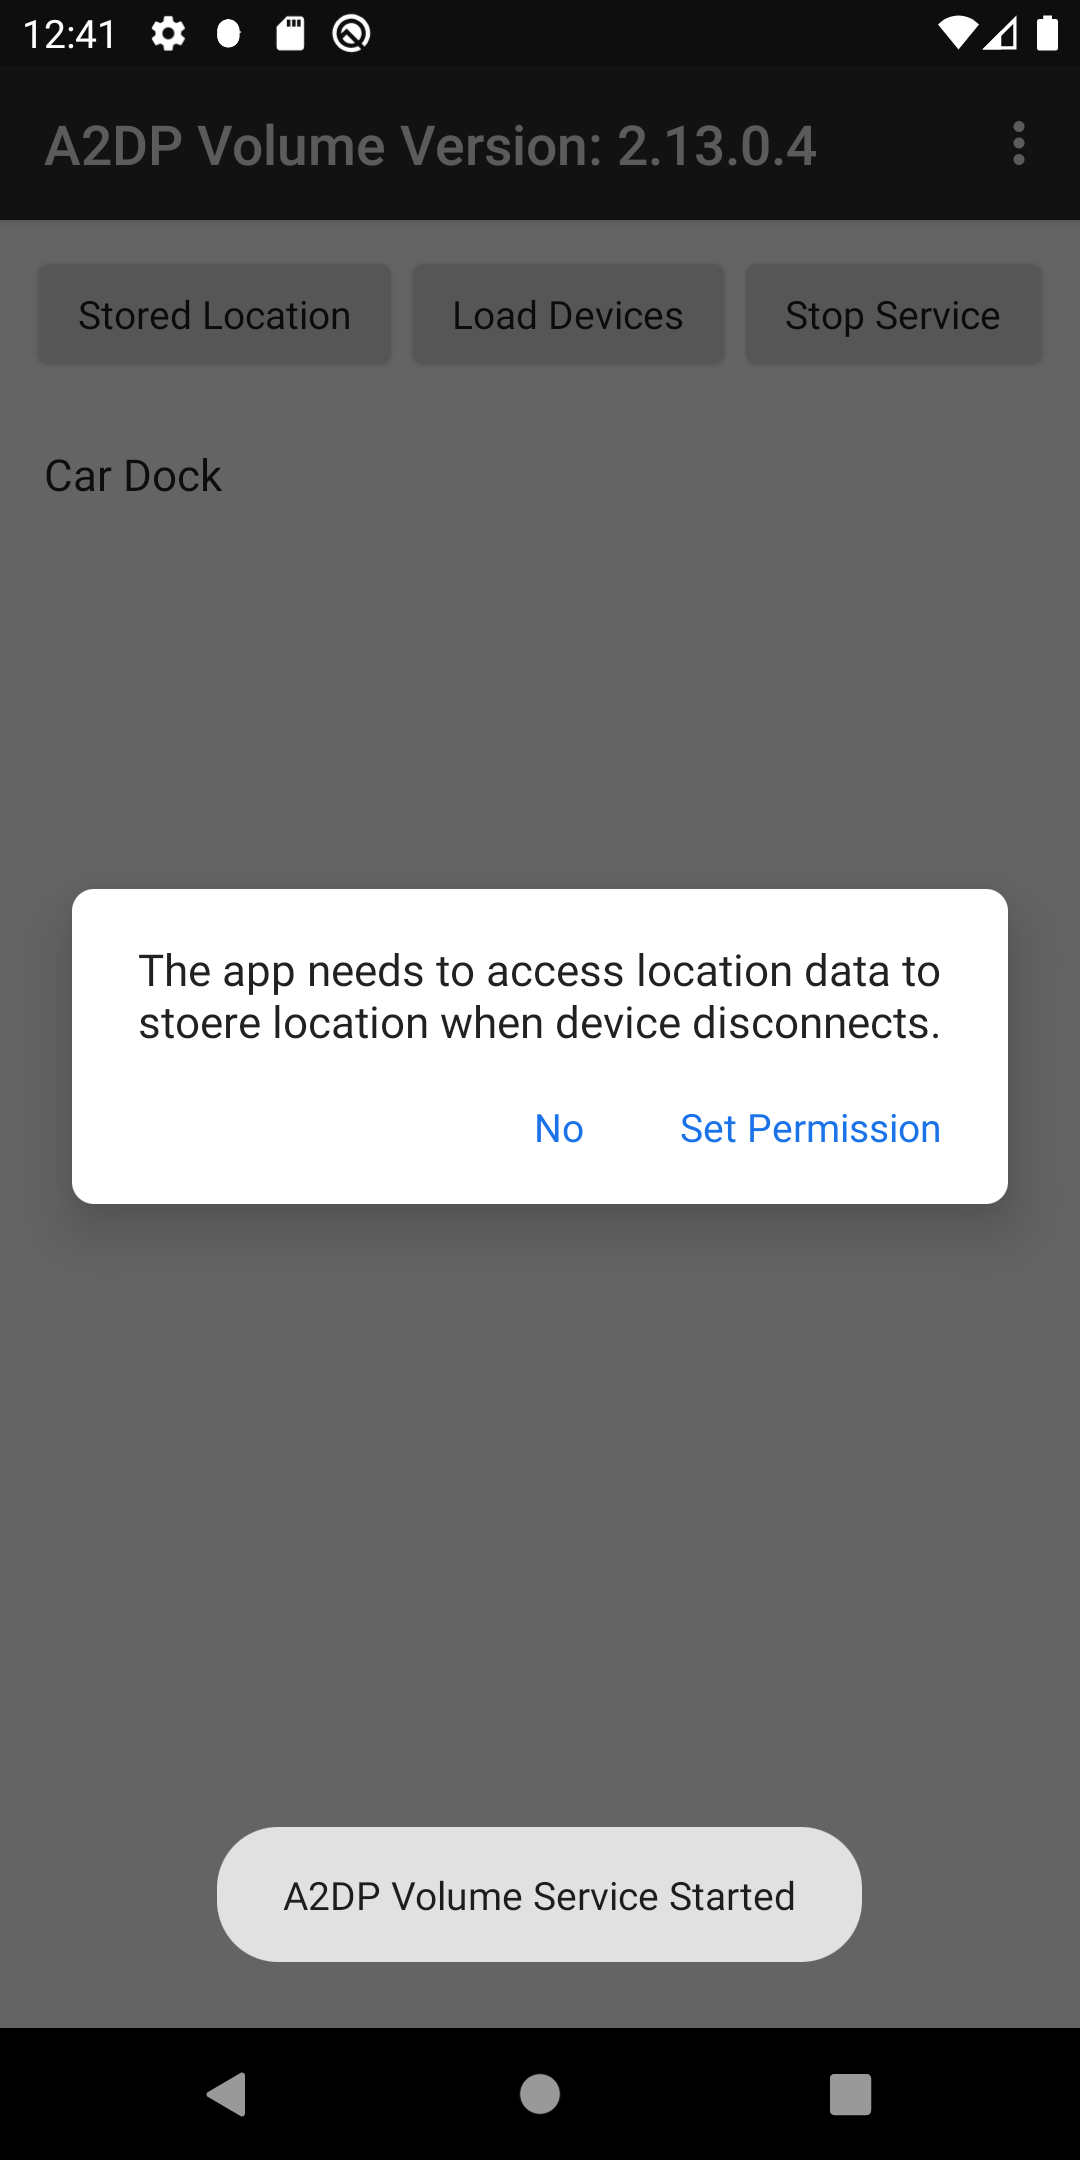 12:41
A2DP Volume Version: 2.13.0.4
Stored Location
Load Devices
Stop Service
Car Dock
The app needs to access location data to
stoere location when device disconnects.
No
Set Permission
A2DP Volume Service Started